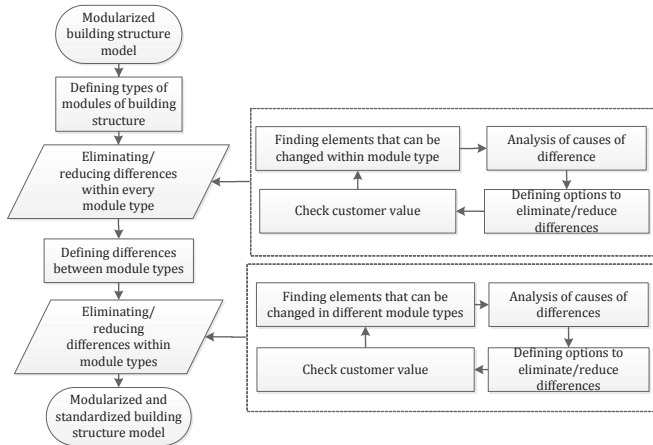 Modularized
building structure
model
Defining types of
modules of building
structure
Eliminating/
reducing differences
within every
module type
Defining differences
between module types
Eliminating/
reducing
differences within
module types
Modularized and
standardized building
structure model
Finding elements that can be
changed within module type
Analysis of causes of
difference
Check customer value
Defining options to
eliminate/reduce differences
Finding elements that can be
changed in different module types
Analysis of causes of
differences
Check customer value
Defining options to
eliminate/reduce differences